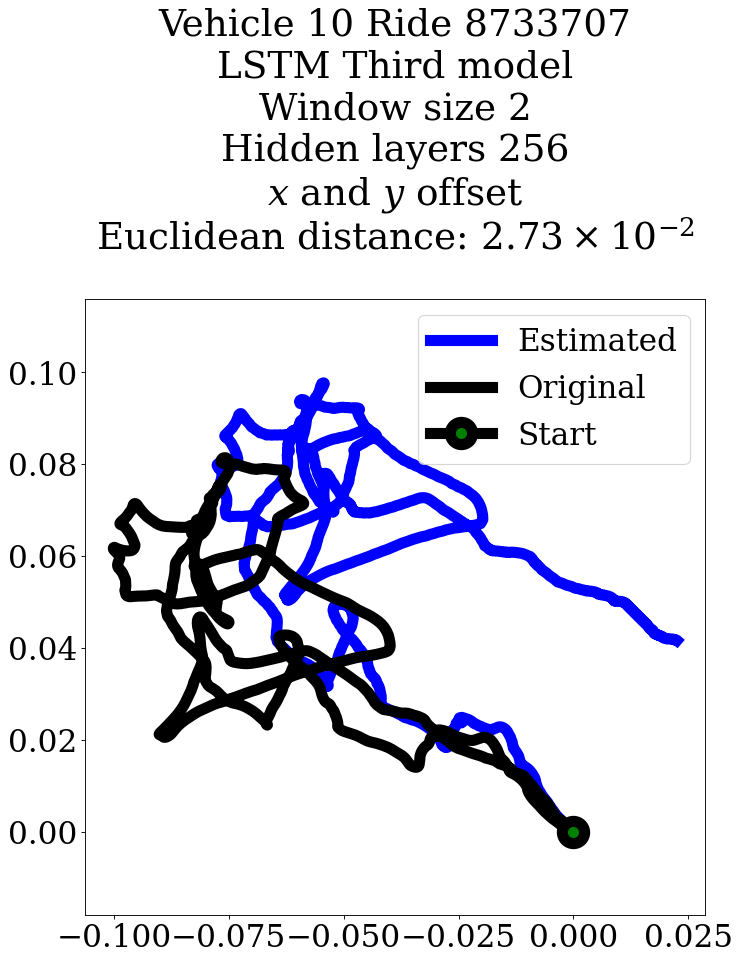 Vehicle 10 Ride 8733707
LSTM Third model
Window size 2
Hidden layers 256
x and y offset
Euclidean distance: 2.73 × 10⁻²
Estimated
Original
Start
0.10
0.08
0.06
0.04
0.02
0.00
−0.100 −0.075 −0.050 −0.025 0.000 0.025